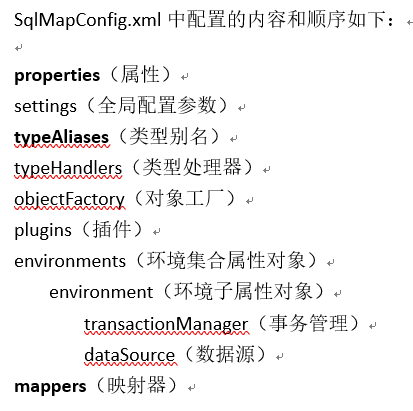 SqlMapConfig.xml 中配置的内容和顺序如下：
properties（属性）
settings（全局配置参数）
typeAliases（类型别名）
typeHandlers（类型处理器）
objectFactory（对象工厂）
plugins（插件）
environments（环境集合属性对象）
environment（环境子属性对象）
transactionManager（事务管理）
dataSource（数据源）
mappers（映射器）